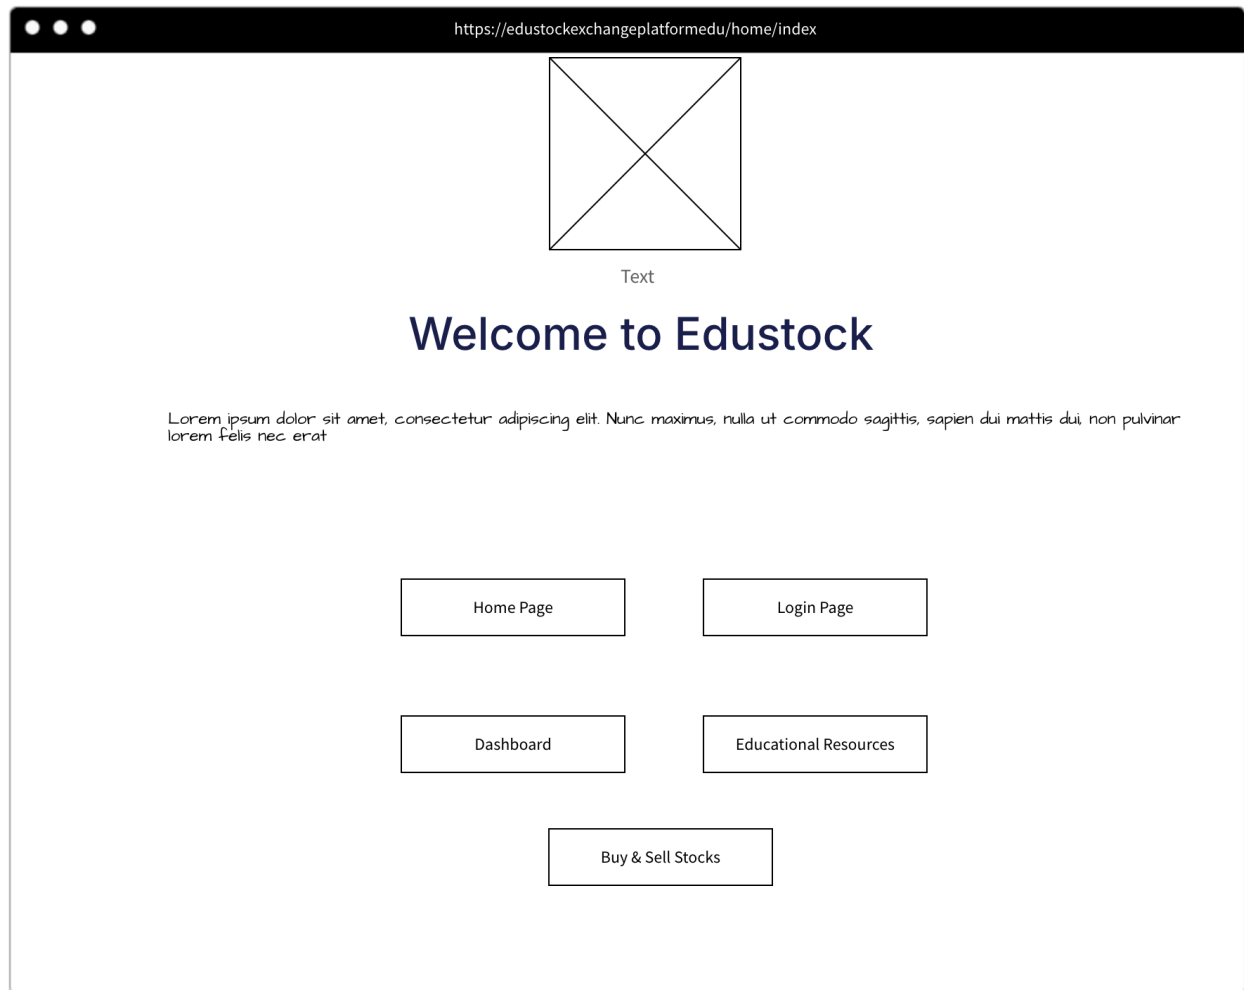 https://edustockexchangeplatformedu/home/index
Text
Welcome to Edustock
Lorem ipsum dolor sit amet, consectetur adipiscing elit. Nunc maximus, nulla ut commodo sagittis, sapien dui mattis dui, non pulvinar
lorem felis nec erat
Home Page
Login Page
Dashboard
Educational Resources
Buy & Sell Stocks